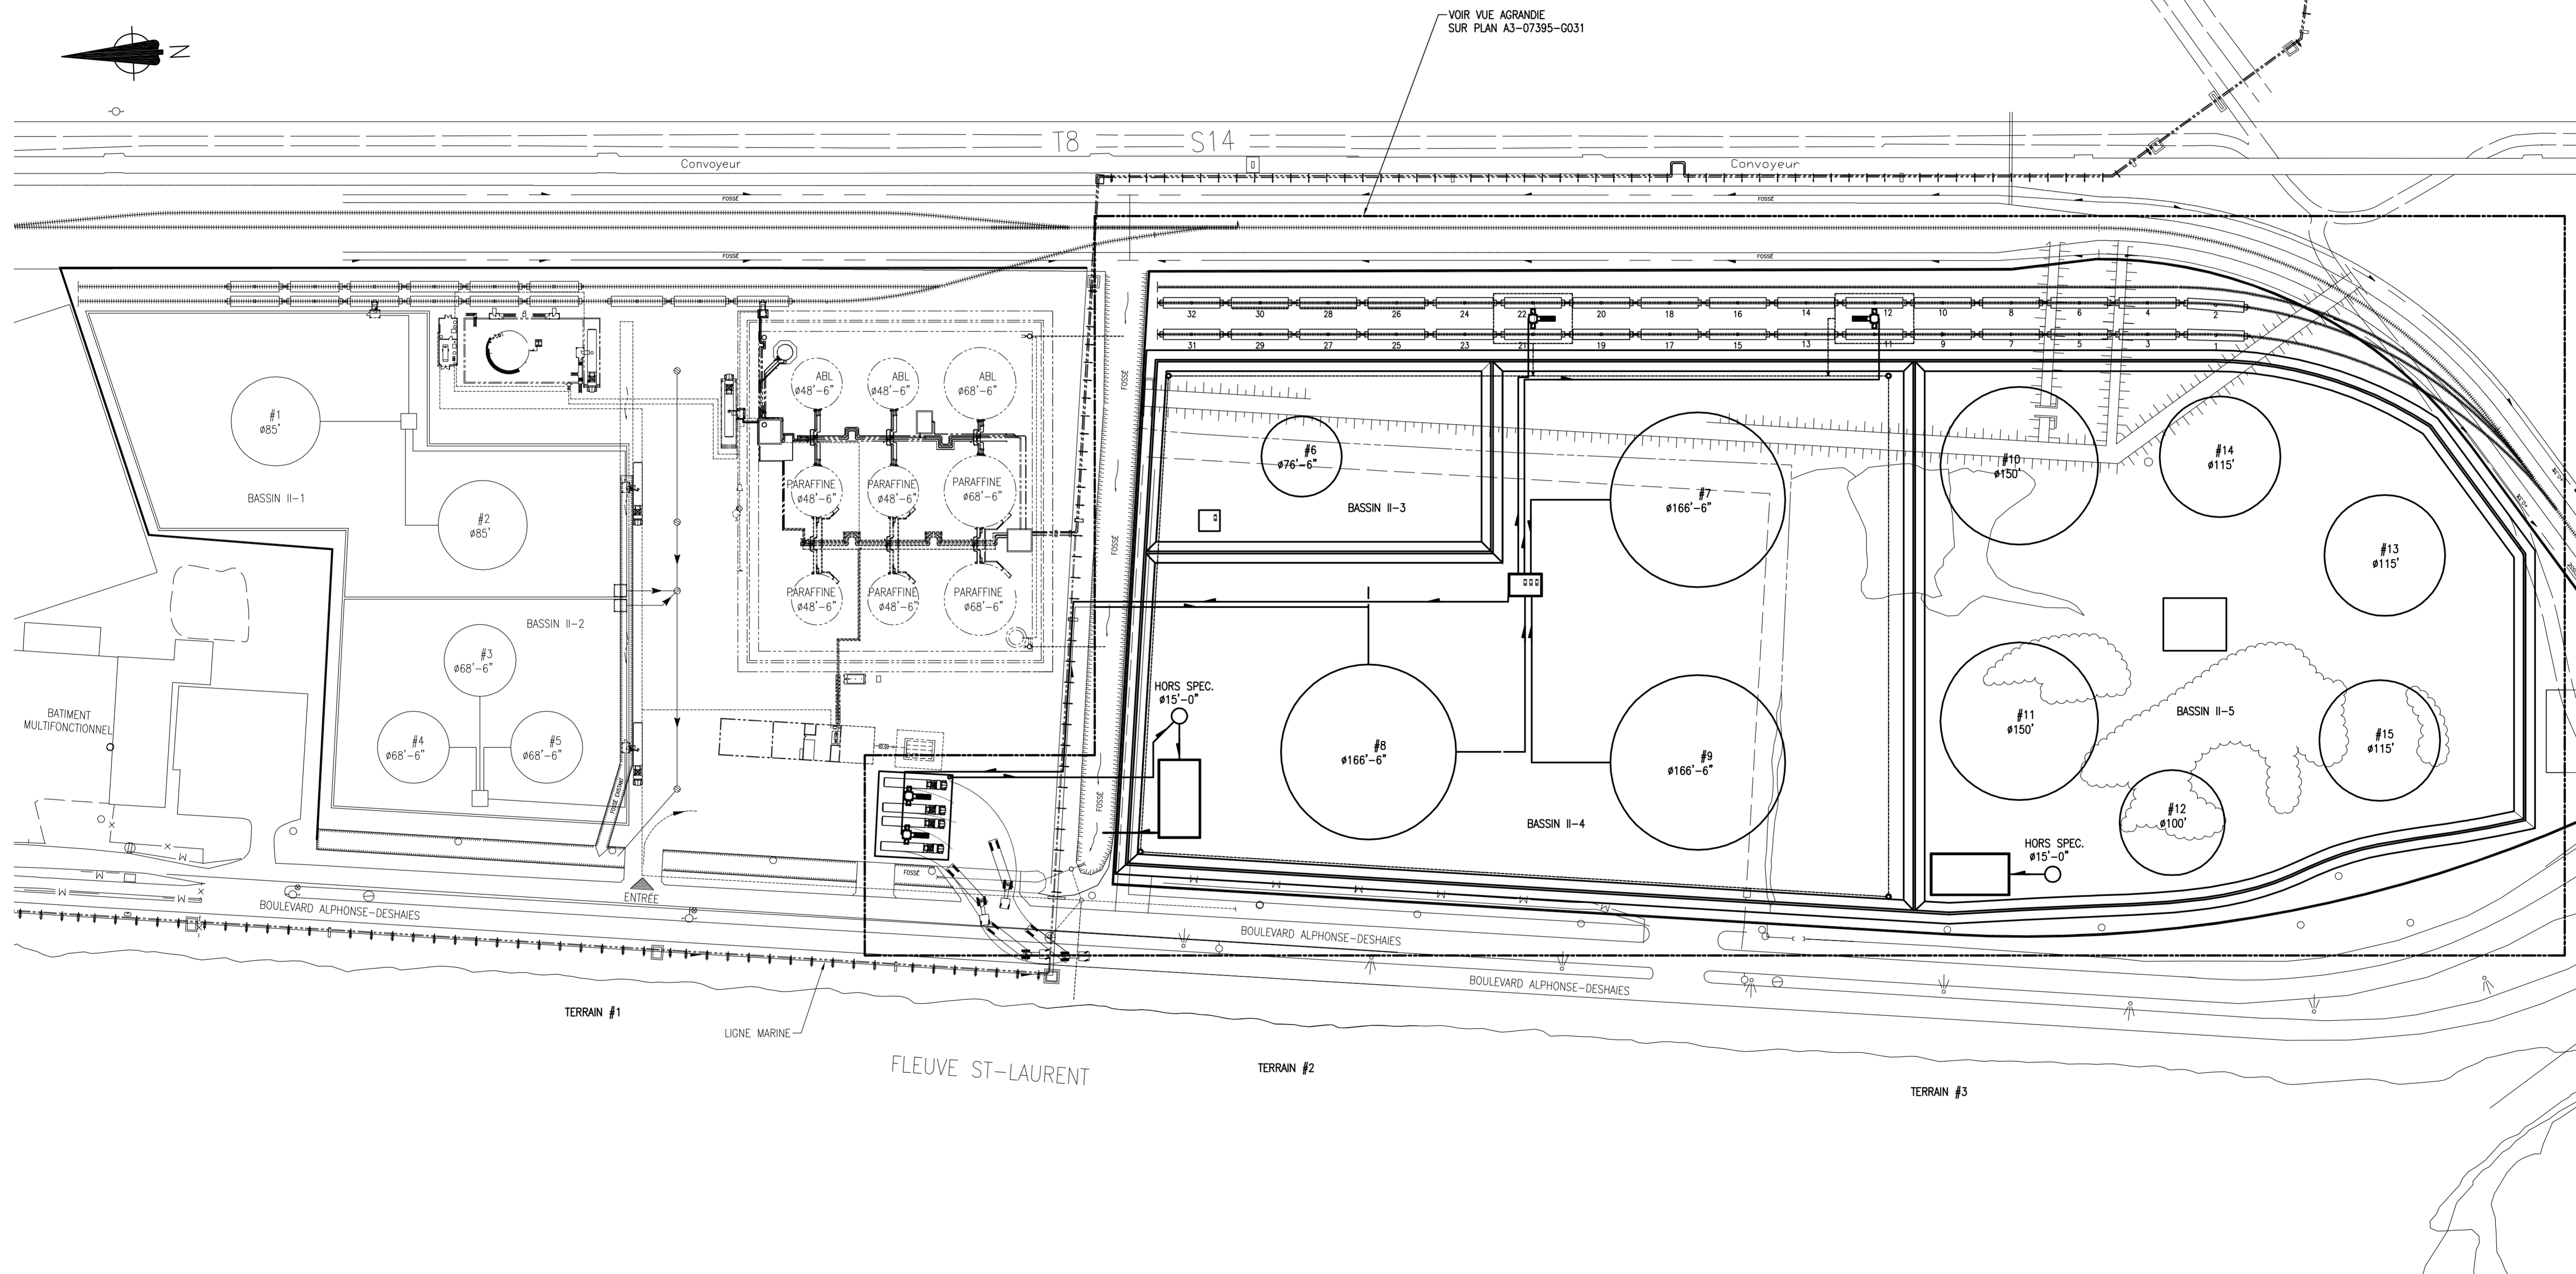 VOIR VUE AGRANDIE
SUR PLAN A3-07395-G031
N
T8
S14
Convoyeur
Convoyeur
FOSSÉ
FOSSÉ
FOSSÉ
FOSSÉ
32
30
28
26
24
22
20
18
16
14
12
10
8
6
4
2
31
29
27
25
23
21
19
17
15
13
11
9
7
5
3
1
ABL
ø48'-6"
ABL
ø48'-6"
ABL
ø68'-6"
FOSSÉ
#1
ø85'
BASSIN II-1
#2
ø85'
PARAFFINE
ø48'-6"
PARAFFINE
ø48'-6"
PARAFFINE
ø68'-6"
FOSSÉ
#6
ø76'-6"
BASSIN II-3
#7
ø166'-6"
#10
ø150'
#14
ø115'
#13
ø115'
PARAFFINE
ø48'-6"
PARAFFINE
ø48'-6"
PARAFFINE
ø68'-6"
BASSIN II-2
#3
ø68'-6"
#4
ø68'-6"
#5
ø68'-6"
BATIMENT
MULTIFONCTIONNEL
HORS SPEC.
ø15'-0"
#8
ø166'-6"
#9
ø166'-6"
#11
ø150'
BASSIN II-5
#15
ø115'
#12
ø100'
FOSSÉ EXISTANT
FOSSÉ
BASSIN II-4
HORS SPEC.
ø15'-0"
FOSSÉ
ENTRÉE
BOULEVARD ALPHONSE-DESHAIES
BOULEVARD ALPHONSE-DESHAIES
BOULEVARD ALPHONSE-DESHAIES
TERRAIN #1
LIGNE MARINE
FLEUVE ST-LAURENT
TERRAIN #2
TERRAIN #3